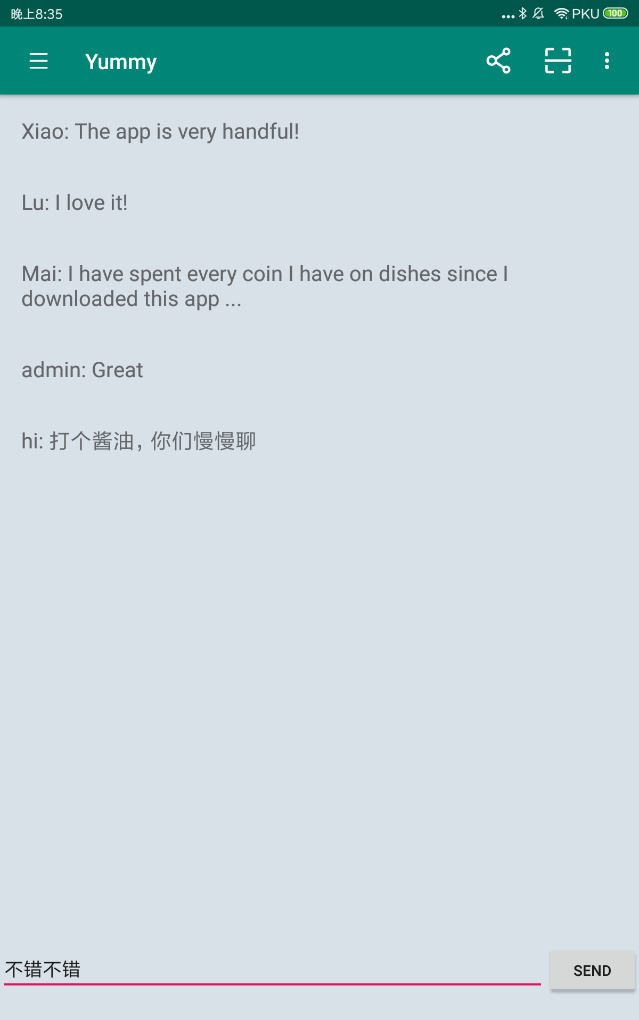 晚上8:35
PKU 100
Yummy
Xiao: The app is very handful!
Lu: I love it!
Mai: I have spent every coin I have on dishes since I
downloaded this app ...
admin: Great
hi: 打个酱油，你们慢慢聊
不错不错
SEND